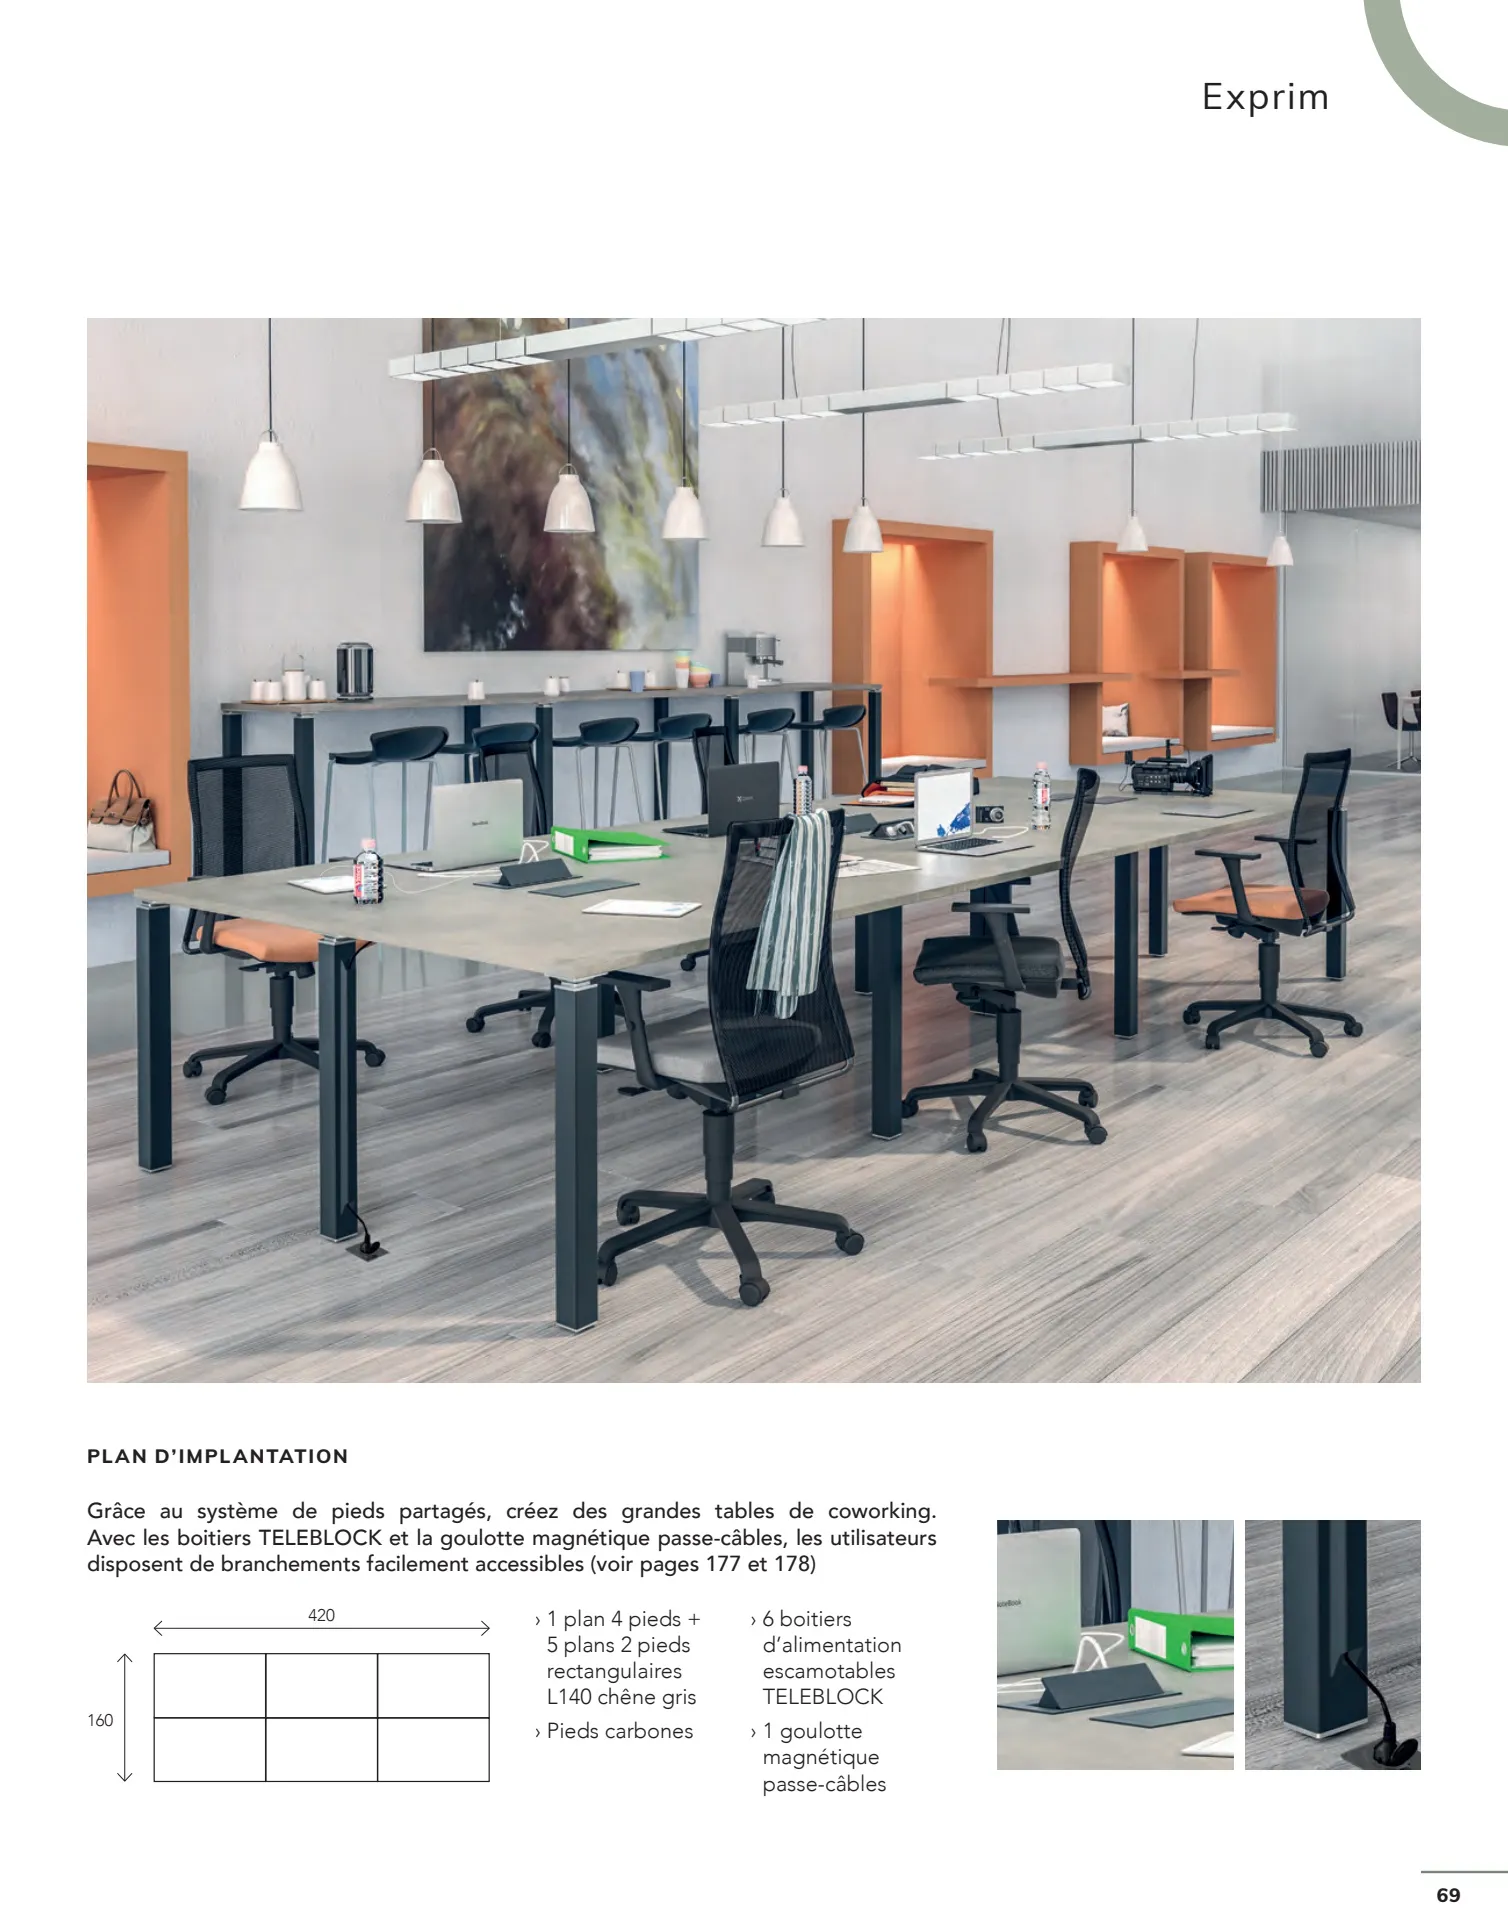 Exprim
PLAN D'IMPLANTATION
Grâce au système de pieds partagés, créez des grandes tables de coworking.
Avec les boitiers TELEBLOCK et la goulotte magnétique passe-câbles, les utilisateurs
disposent de branchements facilement accessibles (voir pages 177 et 178)
420
160
› 1 plan 4 pieds +
5 plans 2 pieds
rectangulaires
L140 chêne gris
› Pieds carbones
› 6 boitiers
d'alimentation
escamotables
TELEBLOCK
› 1 goulotte
magnétique
passe-câbles
NoteBook
69